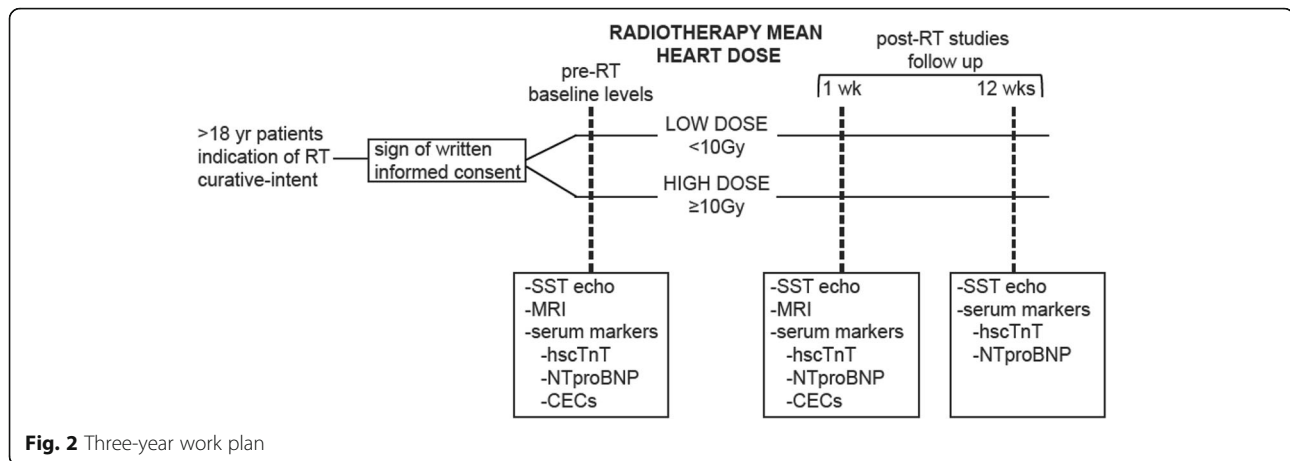 RADIOTHERAPY MEAN
HEART DOSE
post-RT studies
follow up
pre-RT
baseline levels
1 wk
12 wks
>18 yr patients
indication of RT
curative-intent
sign of written
informed consent
LOW DOSE
<10Gy
HIGH DOSE
≥10Gy
-SST echo
-MRI
-serum markers
-hscTnT
-NTproBNP
-CECs
-SST echo
-MRI
-serum markers
-hscTnT
-NTproBNP
-CECs
-SST echo
-serum markers
-hscTnT
-NTproBNP
Fig. 2 Three-year work plan